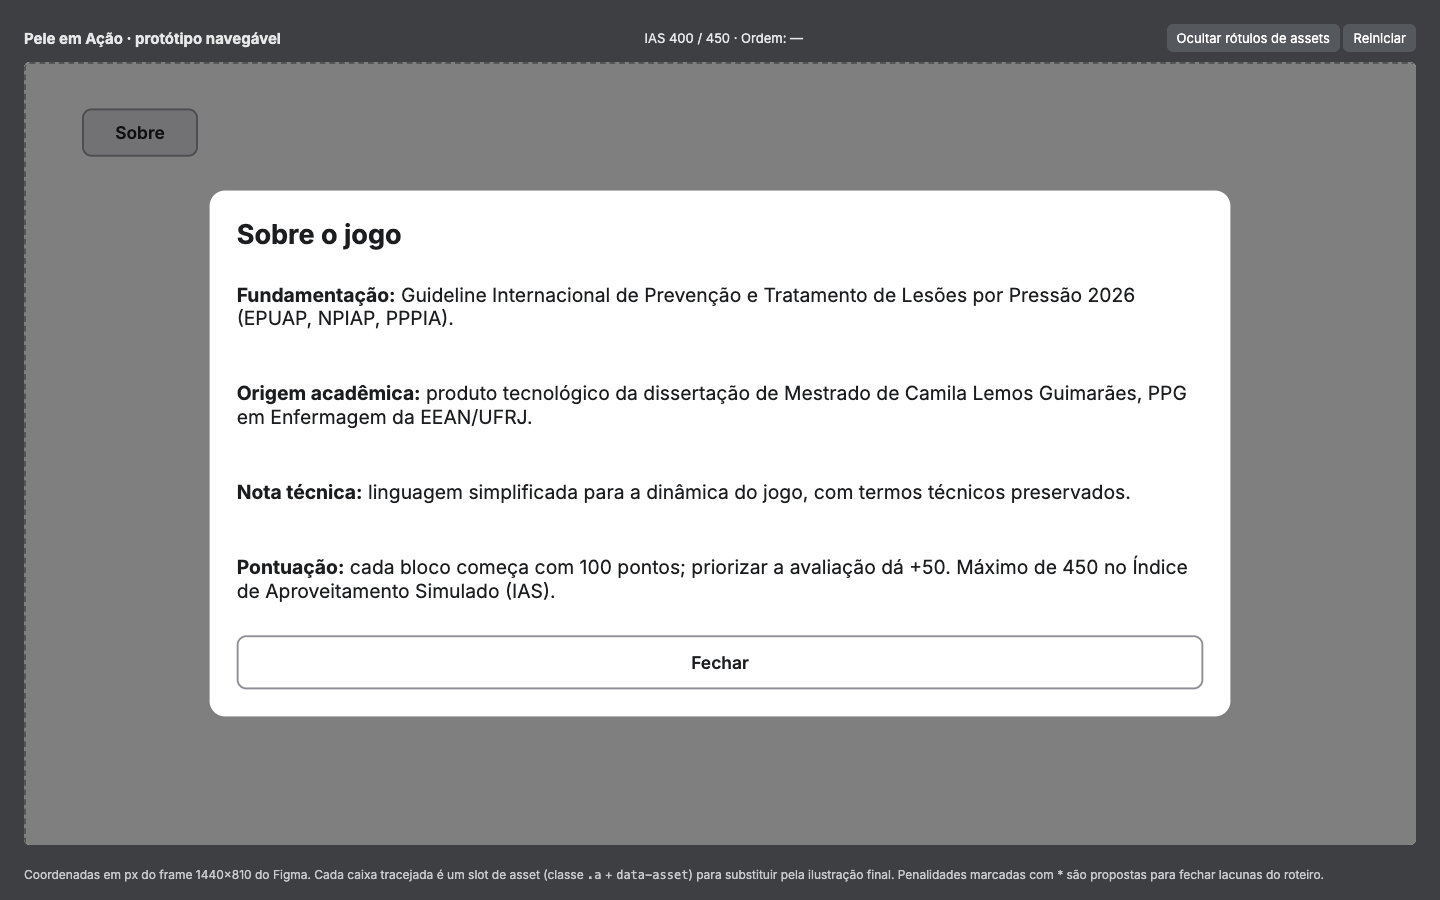 Pele em Ação · protótipo navegável
IAS 400 / 450 · Ordem: —
Ocultar rótulos de assets
Reiniciar
Sobre
Sobre o jogo
Fundamentação: Guideline Internacional de Prevenção e Tratamento de Lesões por Pressão 2026
(EPUAP, NPIAP, PPPIA).
Origem acadêmica: produto tecnológico da dissertação de Mestrado de Camila Lemos Guimarães, PPG
em Enfermagem da EEAN/UFRJ.
Nota técnica: linguagem simplificada para a dinâmica do jogo, com termos técnicos preservados.
Pontuação: cada bloco começa com 100 pontos; priorizar a avaliação dá +50. Máximo de 450 no Índice
de Aproveitamento Simulado (IAS).
Fechar
Coordenadas em px do frame 1440×810 do Figma. Cada caixa tracejada é um slot de asset (classe .a + data-asset) para substituir pela ilustração final. Penalidades marcadas com * são propostas para fechar lacunas do roteiro.